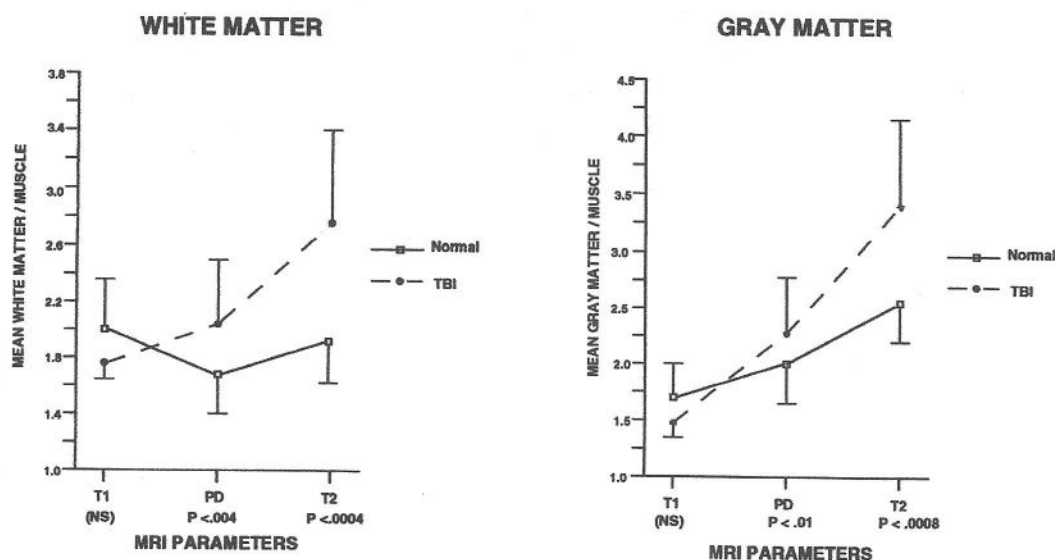 WHITE MATTER
MEAN WHITE MATTER / MUSCLE
3.8
3.4
3.0
2.6
2.2
1.8
1.4
1.0
Normal
TBI
T1
(NS)
PD
P <.004
T2
P <.0004
MRI PARAMETERS
GRAY MATTER
MEAN GRAY MATTER / MUSCLE
4.5
4.0
3.5
3.0
2.5
2.0
1.5
1.0
Normal
TBI
T1
(NS)
PD
P < .01
T2
P < .0008
MRI PARAMETERS